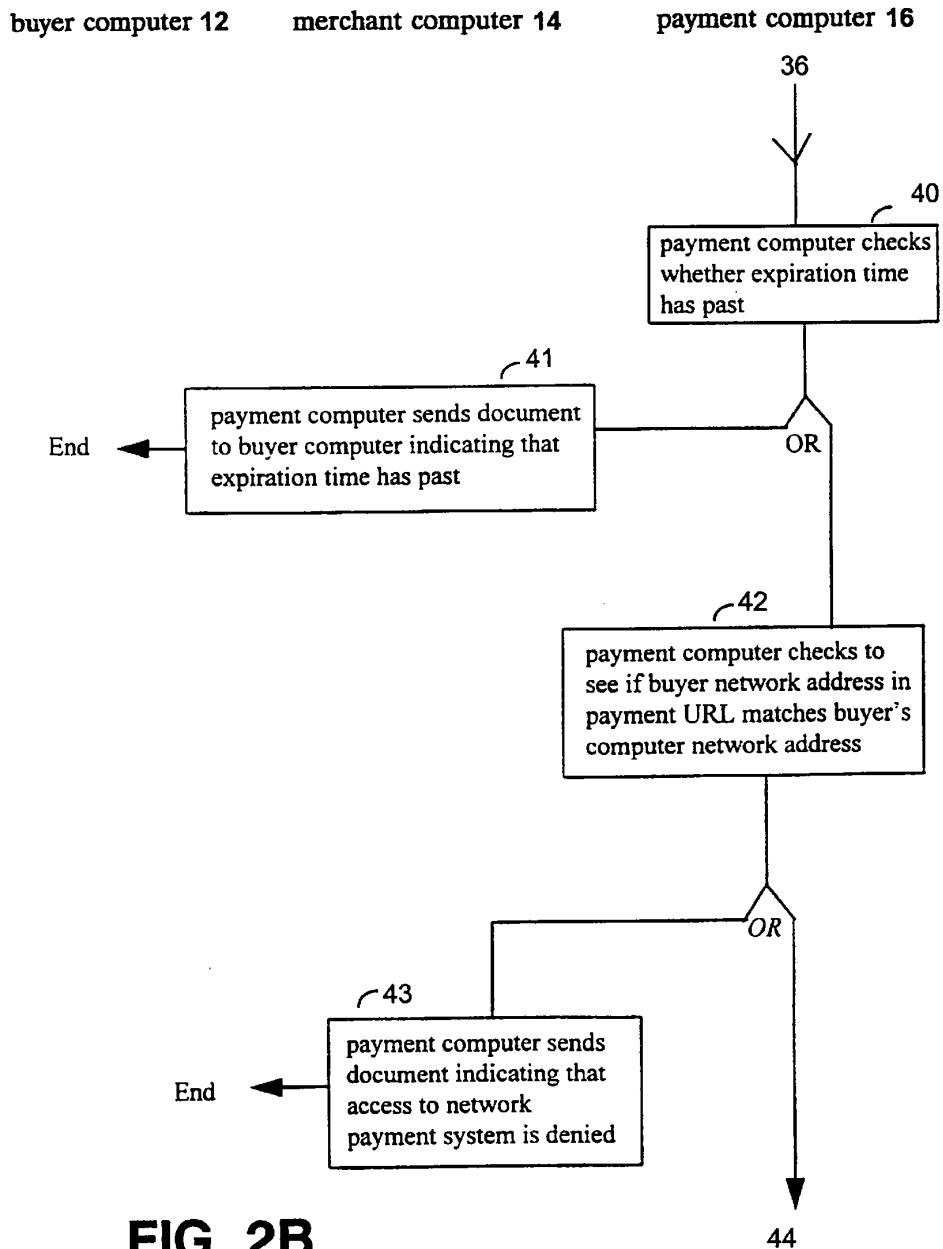 buyer computer 12 merchant computer 14 payment computer 16
36
40
payment computer checks
whether expiration time
has past
41
payment computer sends document
to buyer computer indicating that
expiration time has past
End
OR
42
payment computer checks to
see if buyer network address in
payment URL matches buyer's
computer network address
OR
43
payment computer sends
document indicating that
access to network
payment system is denied
End
44
FIG. 2B